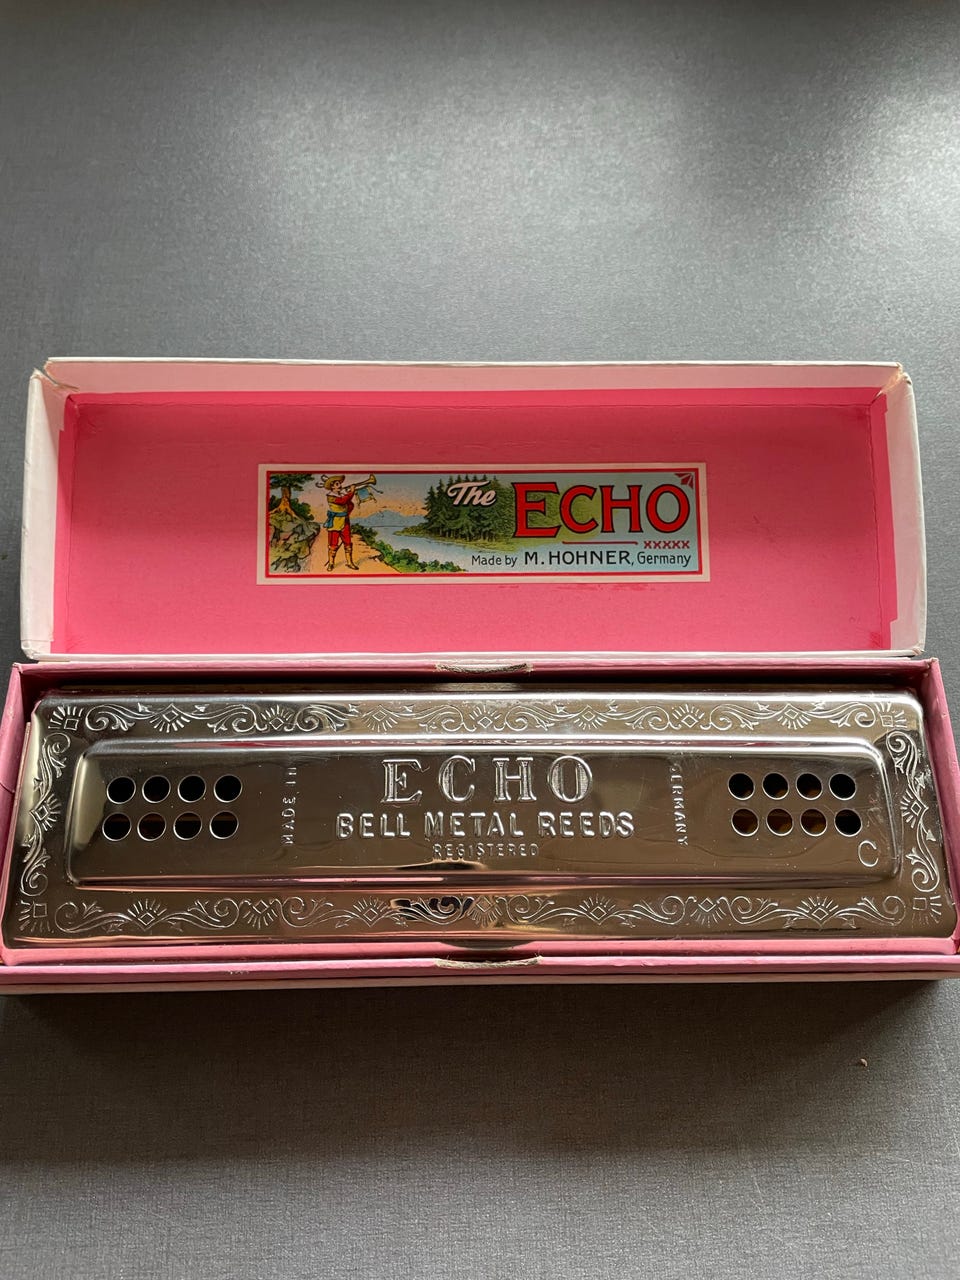 The ECHO
xxxxx
Made by M. HOHNER, Germany
ECHO
MADE IN
BELL METAL REEDS
GERMANY
REGISTERED
C